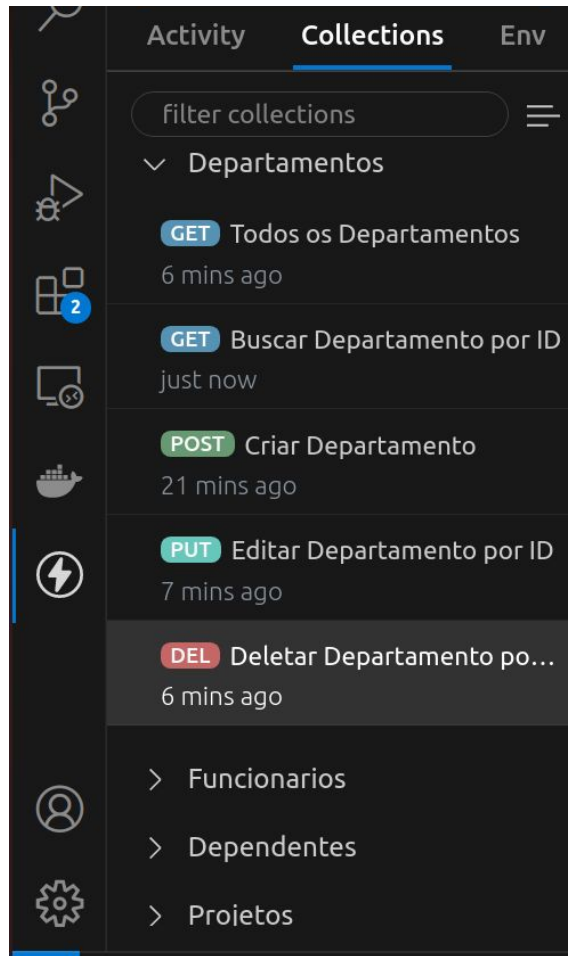 Activity Collections Env
filter collections
Departamentos
GET Todos os Departamentos
6 mins ago
GET Buscar Departamento por ID
2
just now
POST Criar Departamento
21 mins ago
PUT Editar Departamento por ID
7 mins ago
DEL Deletar Departamento po...
6 mins ago
Funcionarios
Dependentes
Projetos